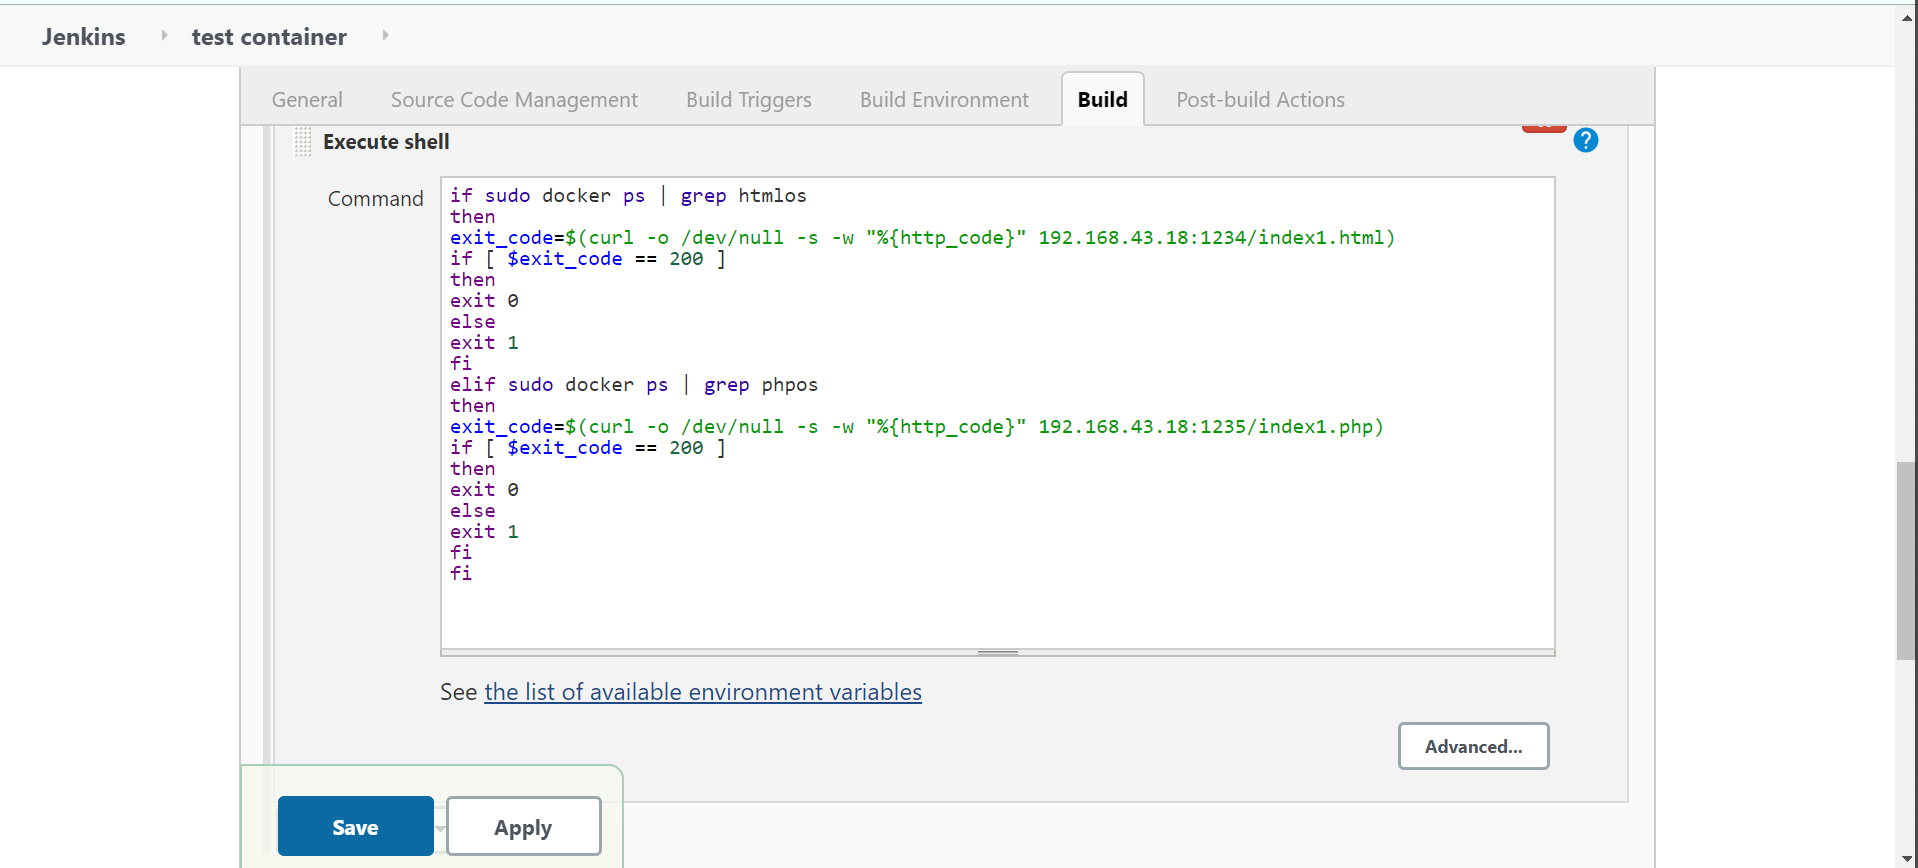 Jenkins test container
General Source Code Management Build Triggers Build Environment Build Post-build Actions
Execute shell
?
Command
if sudo docker ps | grep htmlos
then
exit_code=$(curl -o /dev/null -s -w "%{http_code}" 192.168.43.18:1234/index1.html)
if [ $exit_code == 200 ]
then
exit 0
else
exit 1
fi
elif sudo docker ps | grep phpos
then
exit_code=$(curl -o /dev/null -s -w "%{http_code}" 192.168.43.18:1235/index1.php)
if [ $exit_code == 200 ]
then
exit 0
else
exit 1
fi
fi
See the list of available environment variables
Advanced...
Save Apply